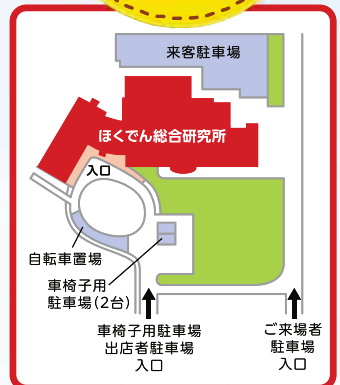 来客駐車場
ほくでん総合研究所
入口
自転車置場
車椅子用
駐車場(2台)
車椅子用駐車場
出店者駐車場
入口
ご来場者
駐車場
入口